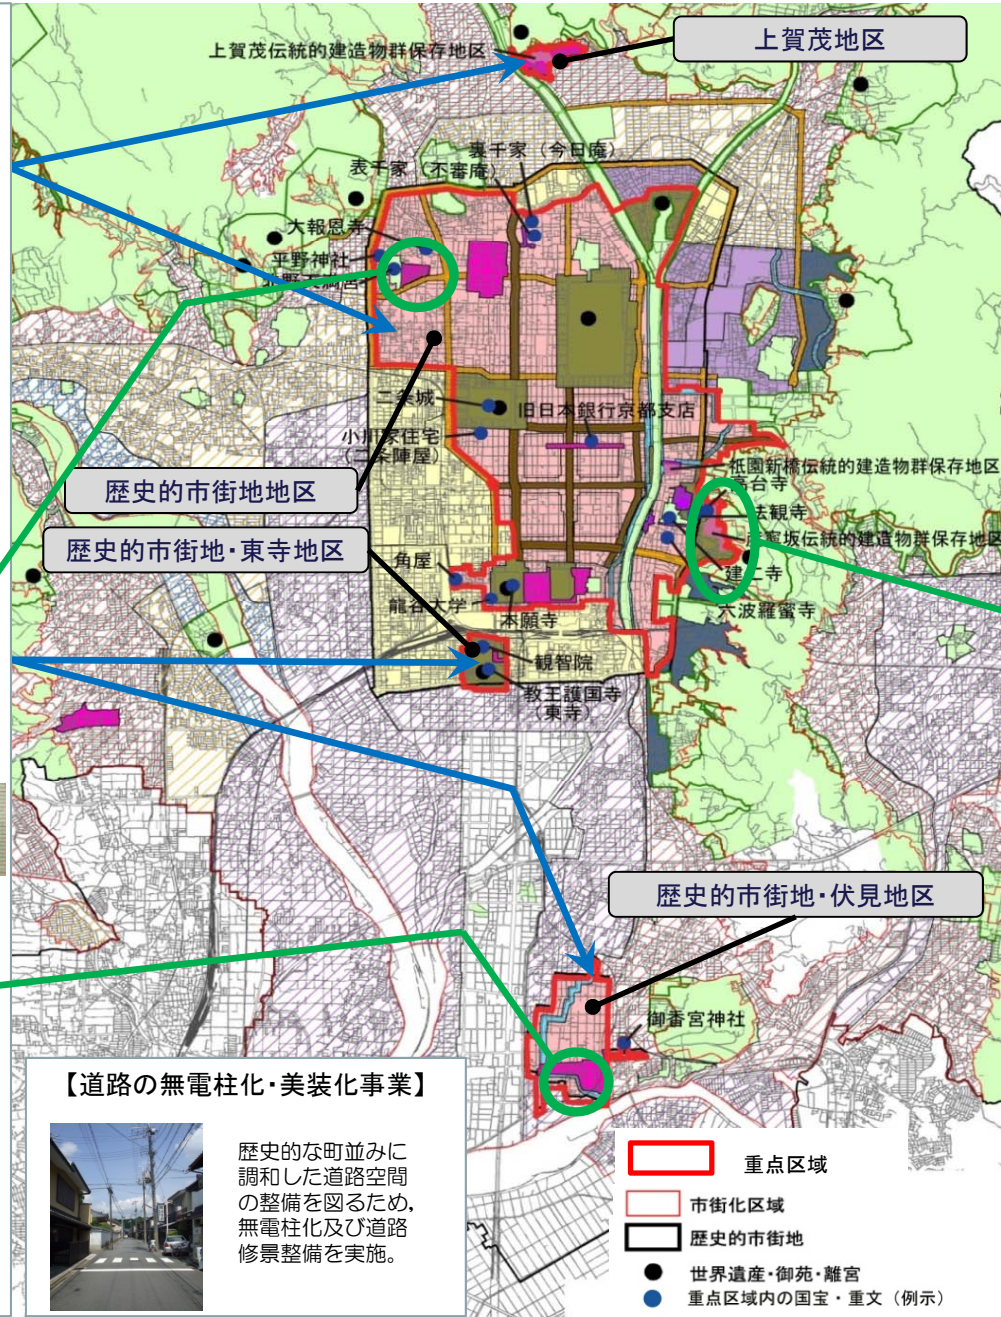 上賀茂地区
上賀茂伝統的建造物群保存地区
裏千家（今日庵）
表千家（不審庵）
大報恩寺
平野神社
北野天満宮
二条城
旧日本銀行京都支店
小川家住宅
（二条陣屋）
祇園新橋伝統的建造物群保存地区
高台寺
歴史的市街地地区
法観寺
産寧坂伝統的建造物群保存地区
歴史的市街地・東寺地区
角屋
建仁寺
龍谷大学
本願寺
六波羅蜜寺
観智院
教王護国寺
（東寺）
歴史的市街地・伏見地区
御香宮神社
【道路の無電柱化・美装化事業】
歴史的な町並みに
調和した道路空間
の整備を図るため，
無電柱化及び道路
修景整備を実施。
重点区域
市街化区域
歴史的市街地
世界遺産・御苑・離宮
重点区域内の国宝・重文（例示）